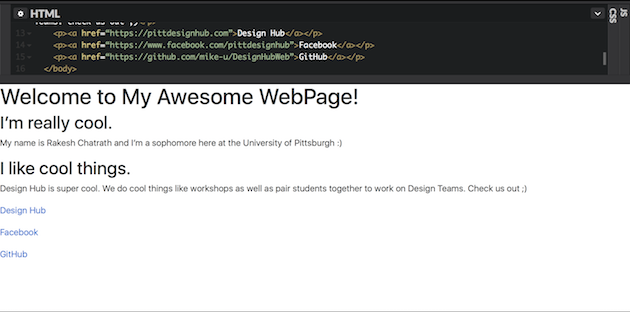 HTML
CSS
JS
Teams. Check us out ;)</p>
13 <p><a href="https://pittdesignhub.com">Design Hub</a></p>
14 <p><a href="https://www.facebook.com/pittdesignhub">Facebook</a></p>
15 <p><a href="https://github.com/mike-u/DesignHubWeb">GitHub</a></p>
16 </body>
Welcome to My Awesome WebPage!
I’m really cool.
My name is Rakesh Chatrath and I'm a sophomore here at the University of Pittsburgh :)
I like cool things.
Design Hub is super cool. We do cool things like workshops as well as pair students together to work on Design Teams. Check us out ;)
Design Hub
Facebook
GitHub